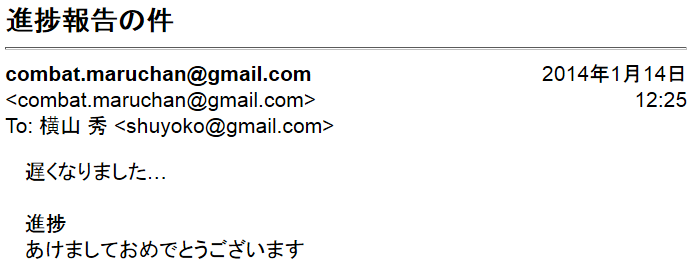 進捗報告の件
combat.maruchan@gmail.com 2014年1月14日
<combat.maruchan@gmail.com> 12:25
To: 横山 秀 <shuyoko@gmail.com>
遅くなりました…
進捗
あけましておめでとうございます